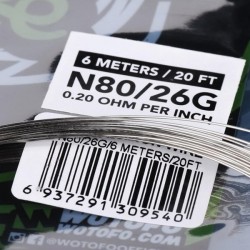 6 METERS / 20 FT
N80/26G
0.20 OHM PER INCH
N80/26G/6 METERS/20FT
6 937291 309540
WOTOFO